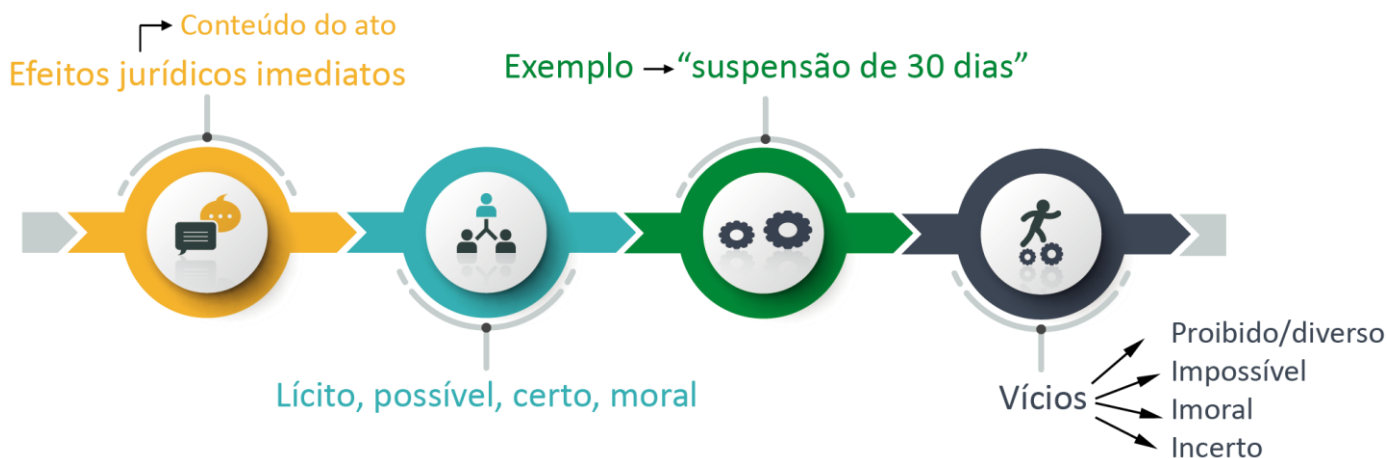 Conteúdo do ato
Efeitos jurídicos imediatos
Exemplo → “suspensão de 30 dias”
Lícito, possível, certo, moral
Vícios
Proibido/diverso
Impossível
Imoral
Incerto